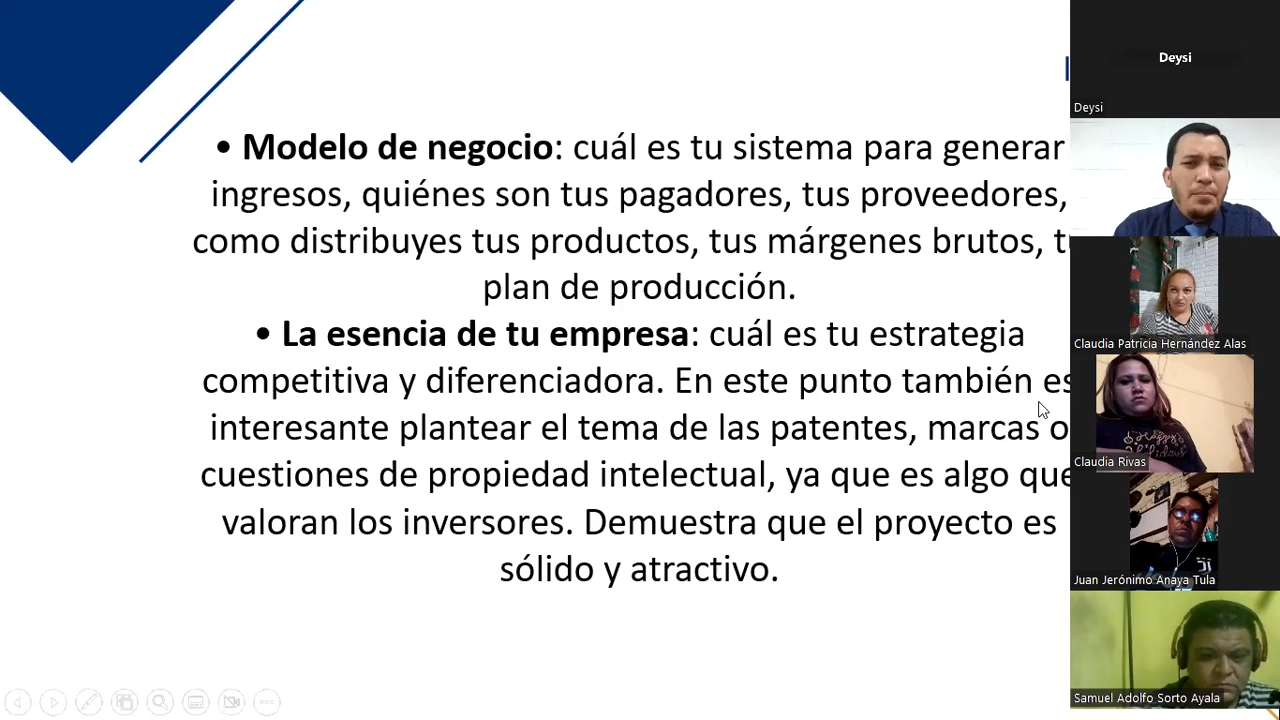 • Modelo de negocio: cuál es tu sistema para generar
ingresos, quiénes son tus pagadores, tus proveedores,
como distribuyes tus productos, tus márgenes brutos,
plan de producción.
• La esencia de tu empresa: cuál es tu estrategia
competitiva y diferenciadora. En este punto también es
interesante plantear el tema de las patentes, marcas o
cuestiones de propiedad intelectual, ya que es algo que
valoran los inversores. Demuestra que el proyecto es
sólido y atractivo.
Deysi
Deysi
Claudia Patricia Hernández Alas
Claudia Rivas
Juan Jerónimo Anaya Tula
Samuel Adolfo Sorto Ayala